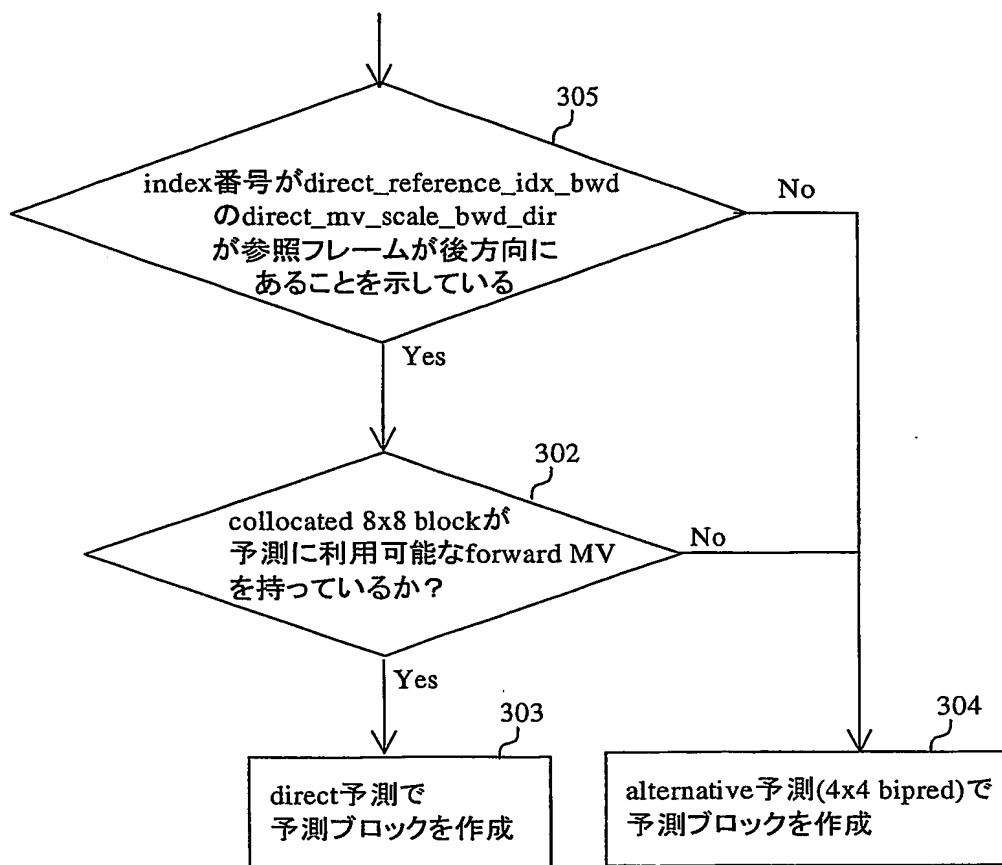 305
index番号がdirect_reference_idx_bwd
のdirect_mv_scale_bwd_dir
が参照フレームが後方向に
あることを示している
No
Yes
302
collocated 8x8 blockが
予測に利用可能なforward MV
を持っているか？
No
Yes
303
direct予測で
予測ブロックを作成
304
alternative予測(4x4 bipred)で
予測ブロックを作成